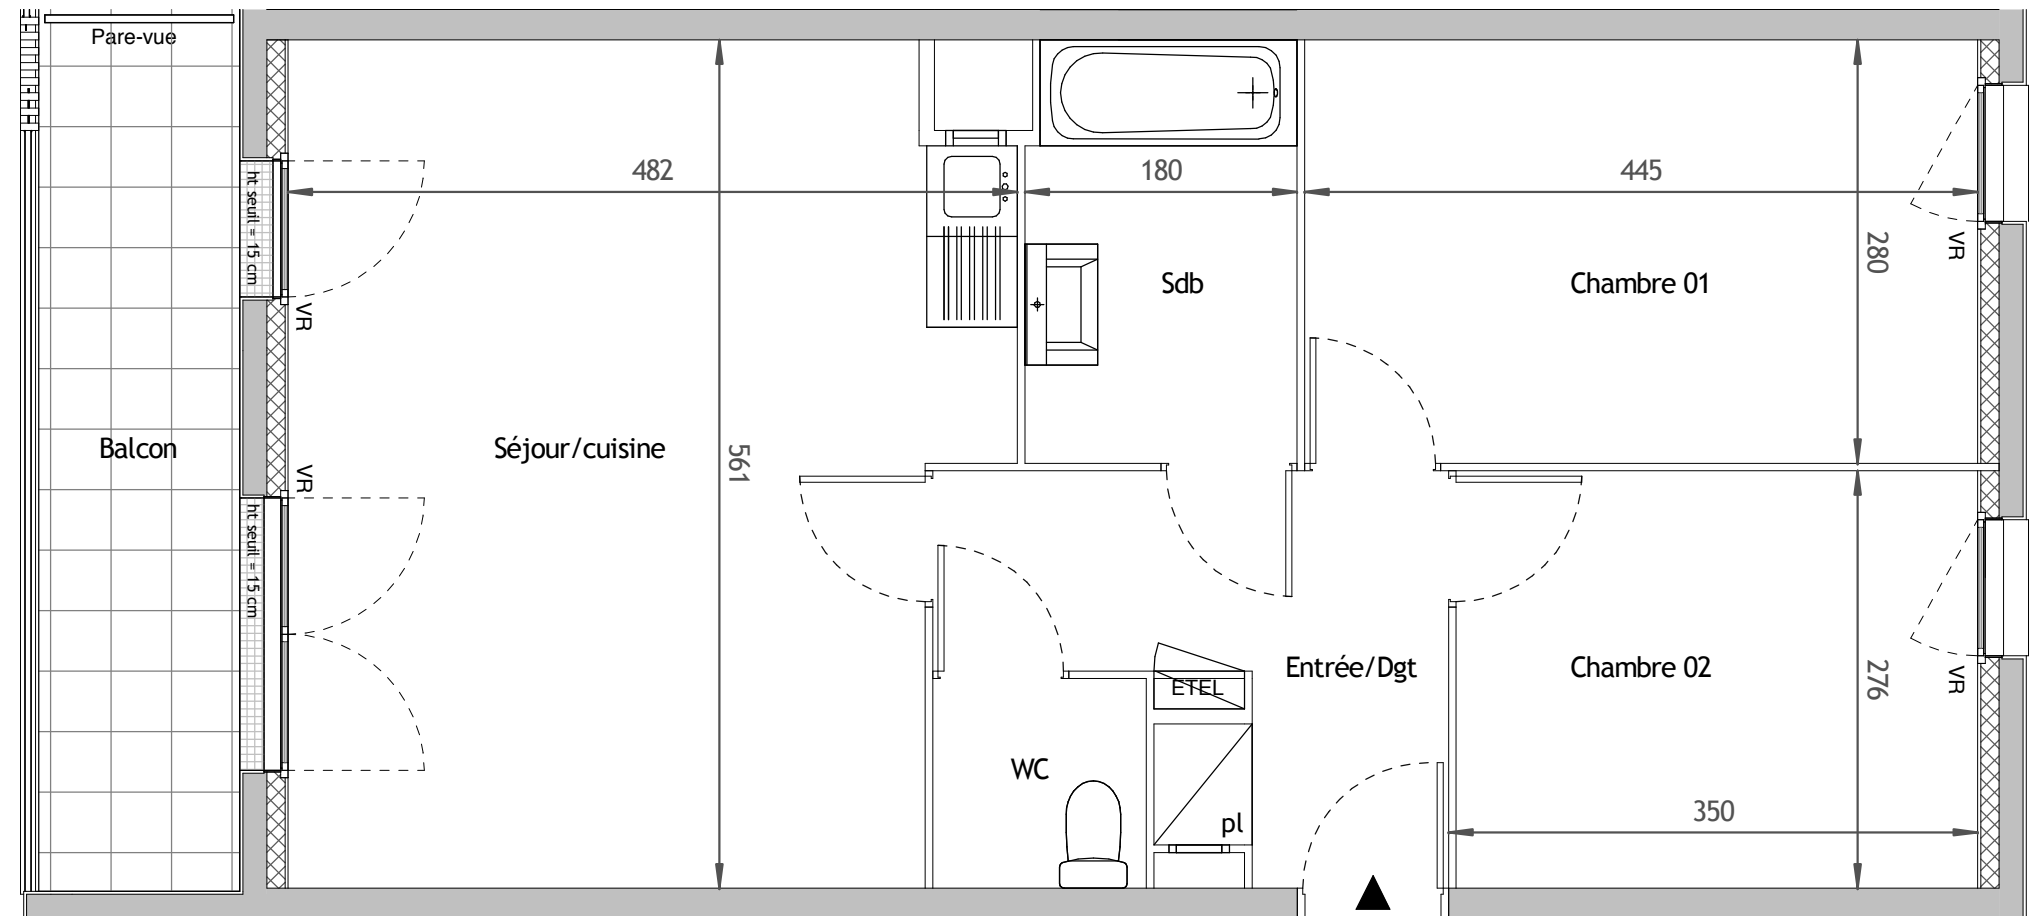 Pare-vue
482
180
445
ht seuil = 15 cm
280
VR
Sdb
Chambre 01
VR
Balcon
Séjour/cuisine
561
VR
ht seuil = 15 cm
Entrée/Dgt
Chambre 02
ETEL
276
VR
WC
pl
350